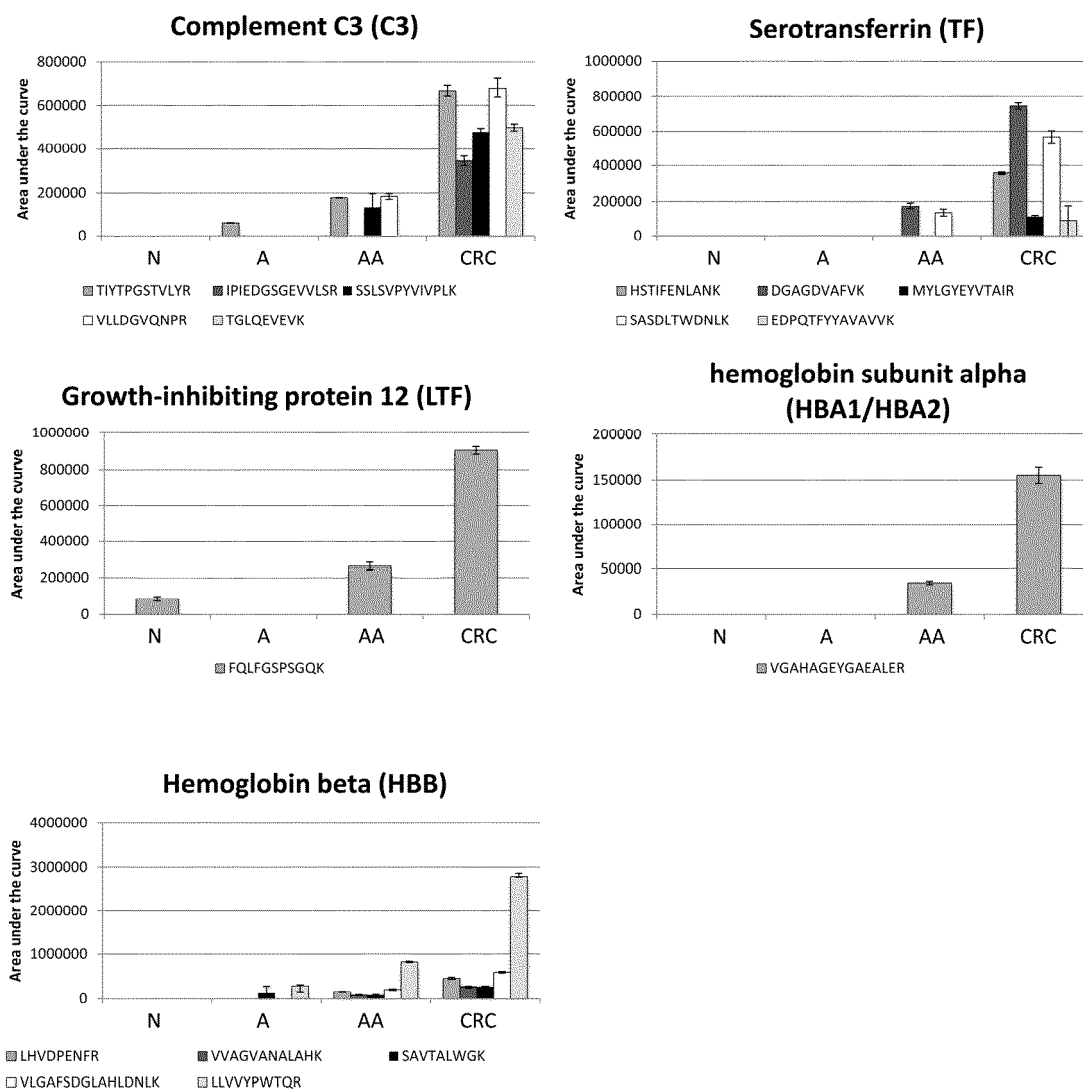 Complement C3 (C3)
Area under the curve
800000
600000
400000
200000
0
N A AA CRC
TIYTPGSTVLYR IPIEDGSGEVVLSR SSLSVPYVIVPLK
VLLDGVQNPR TGLQEVEVK
Serotransferrin (TF)
Area under the curve
1000000
800000
600000
400000
200000
0
N A AA CRC
HSTIFENLANK DGAGDVAFVK MYLGYEYVTAIR
SASDLTWDNLK EDPQTFYYAVAVVK
Growth-inhibiting protein 12 (LTF)
Area under the cvurve
1000000
800000
600000
400000
200000
0
N A AA CRC
FQLFGSPSGQK
hemoglobin subunit alpha
(HBA1/HBA2)
Area under the curve
200000
150000
100000
50000
0
N A AA CRC
VGAHAGEYGAEALER
Hemoglobin beta (HBB)
Area under the curve
4000000
3000000
2000000
1000000
0
N A AA CRC
LHVDPENFR VVAGVANALAHK SAVTALWGK
VLGAFSDGLAHLDNLK LLVVYPWTQR